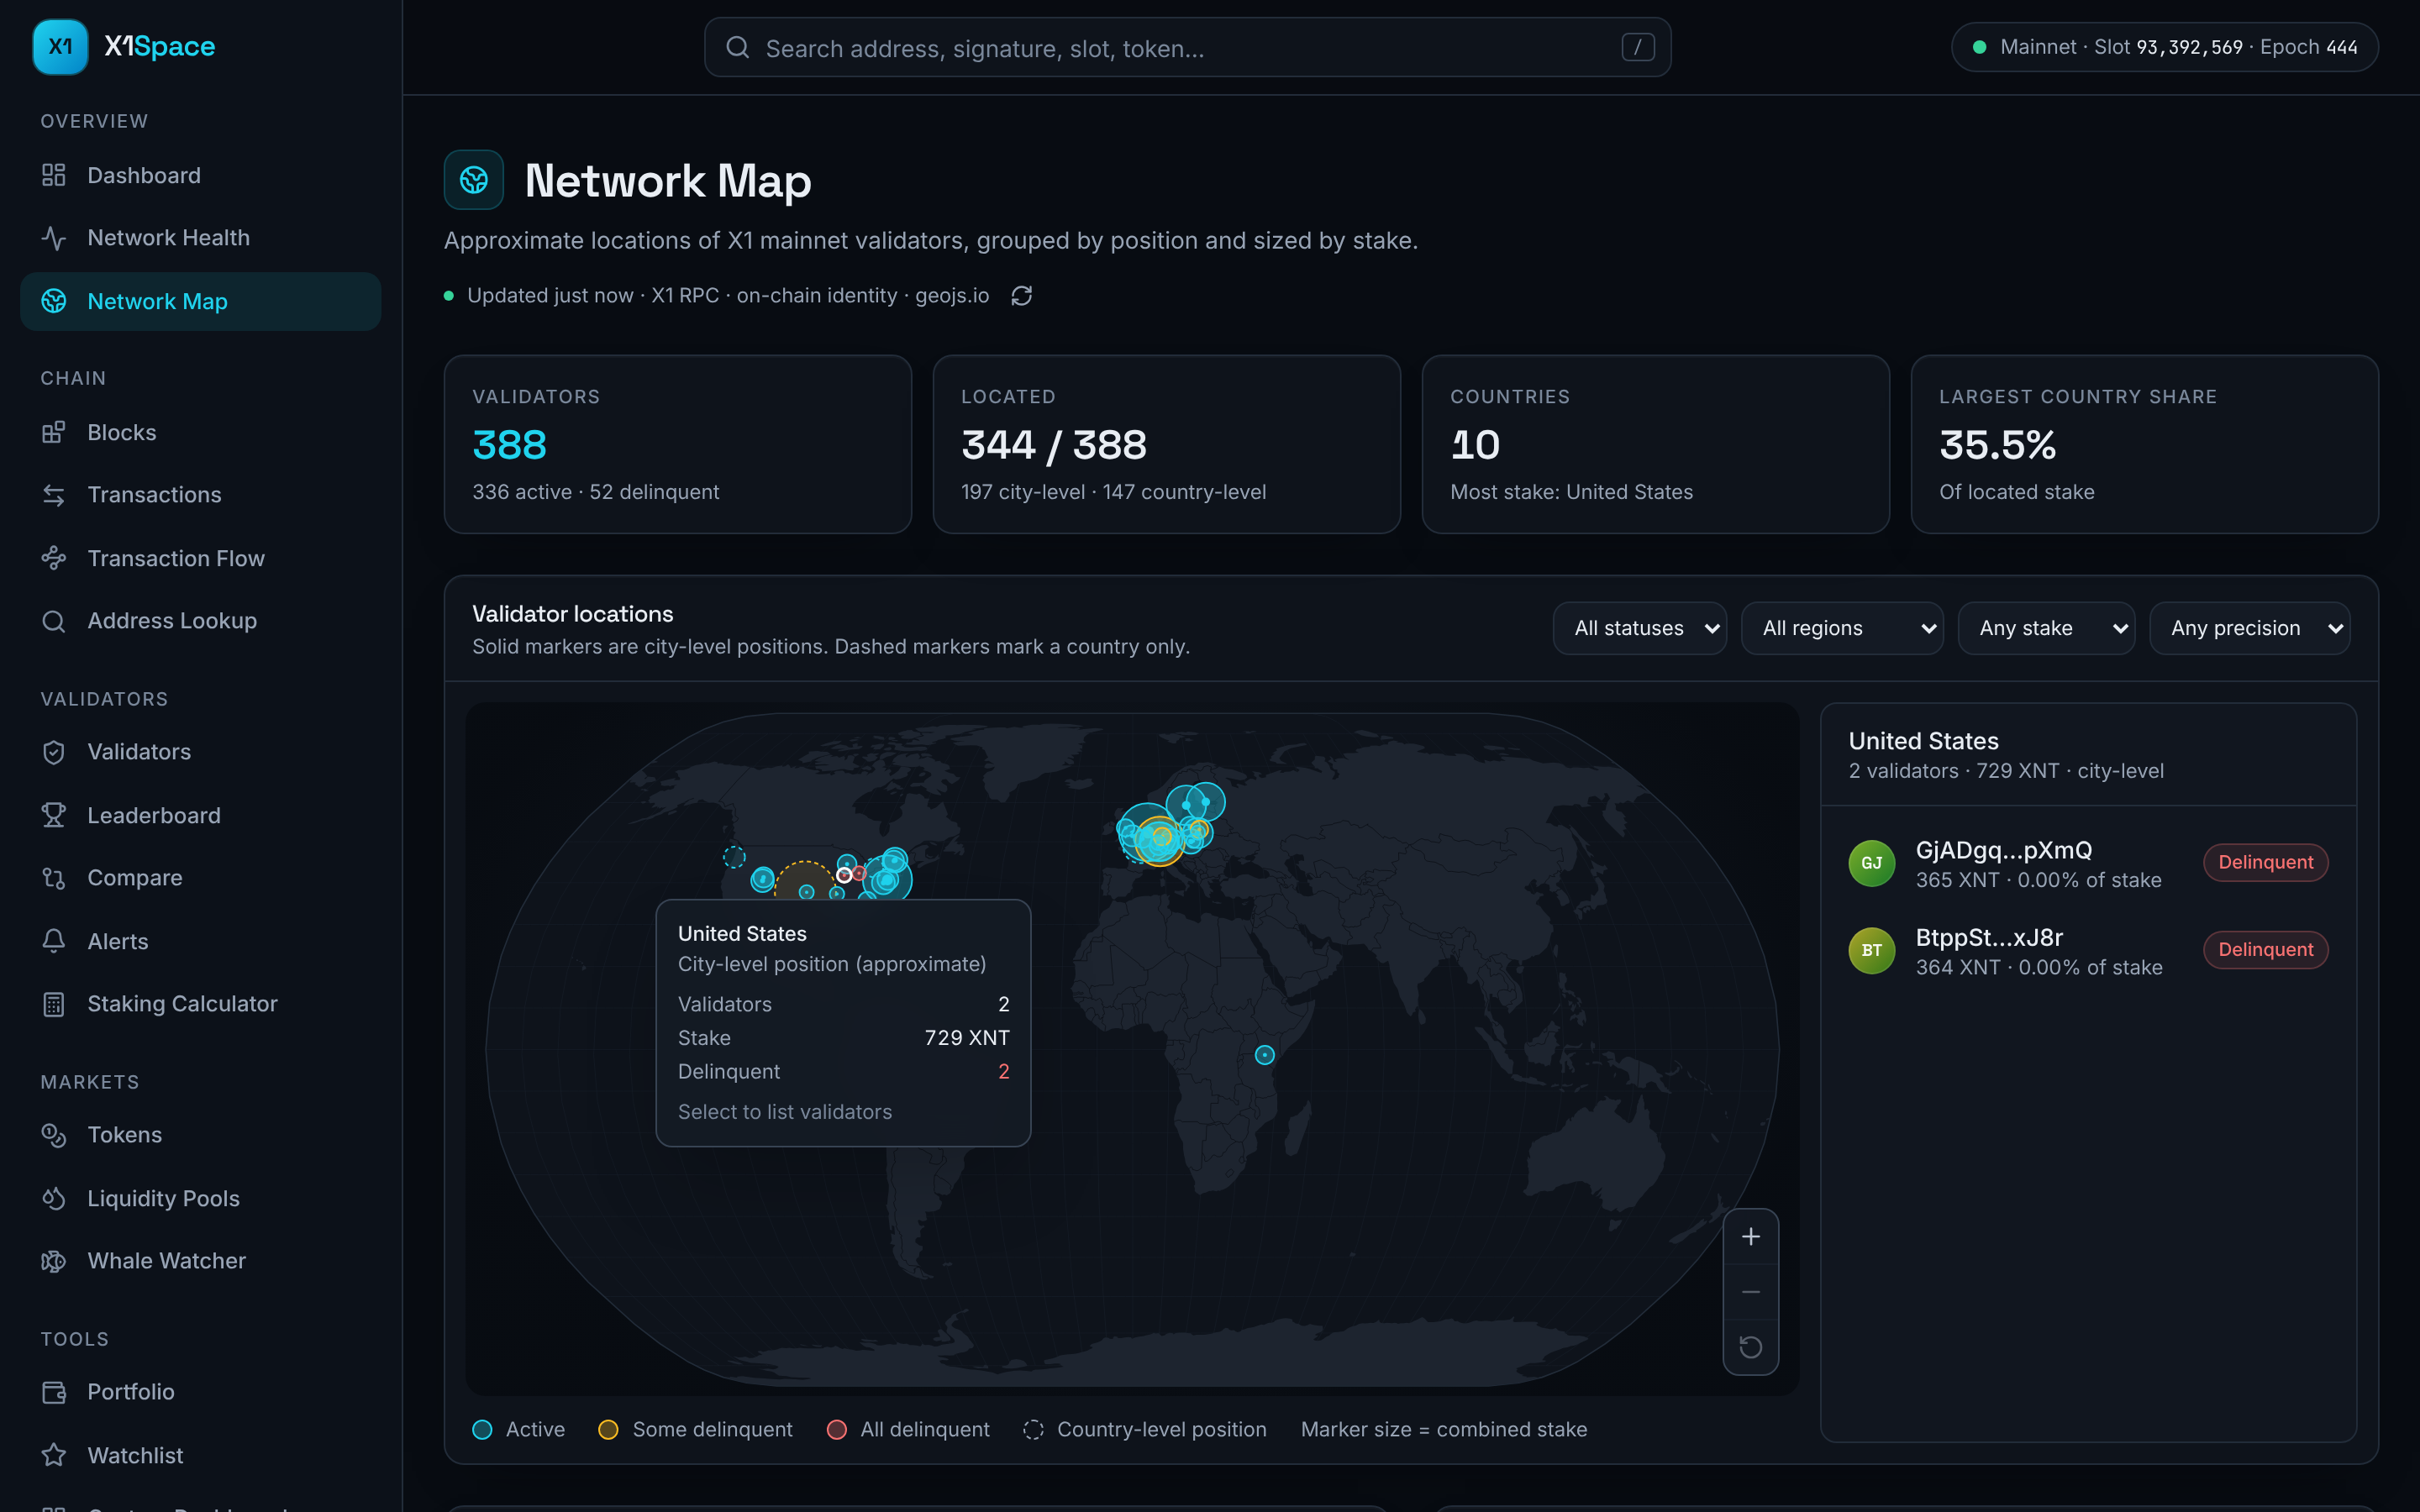 X1 X1Space
Search address, signature, slot, token... /
Mainnet · Slot 93,392,569 · Epoch 444
OVERVIEW
Dashboard
Network Health
Network Map
CHAIN
Blocks
Transactions
Transaction Flow
Address Lookup
VALIDATORS
Validators
Leaderboard
Compare
Alerts
Staking Calculator
MARKETS
Tokens
Liquidity Pools
Whale Watcher
TOOLS
Portfolio
Watchlist
Network Map
Approximate locations of X1 mainnet validators, grouped by position and sized by stake.
Updated just now · X1 RPC · on-chain identity · geojs.io
VALIDATORS
388
336 active · 52 delinquent
LOCATED
344 / 388
197 city-level · 147 country-level
COUNTRIES
10
Most stake: United States
LARGEST COUNTRY SHARE
35.5%
Of located stake
Validator locations
Solid markers are city-level positions. Dashed markers mark a country only.
All statuses
All regions
Any stake
Any precision
United States
City-level position (approximate)
Validators 2
Stake 729 XNT
Delinquent 2
Select to list validators
Active
Some delinquent
All delinquent
Country-level position
Marker size = combined stake
United States
2 validators · 729 XNT · city-level
GJ GjADgq...pXmQ
365 XNT · 0.00% of stake
Delinquent
BT BtppSt...xJ8r
364 XNT · 0.00% of stake
Delinquent